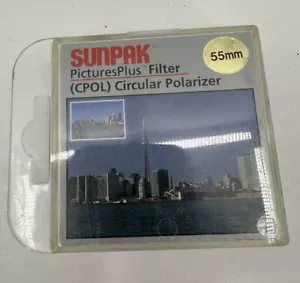 SUNPAK
55mm
PicturesPlus™ Filter
(CPOL) Circular Polarizer